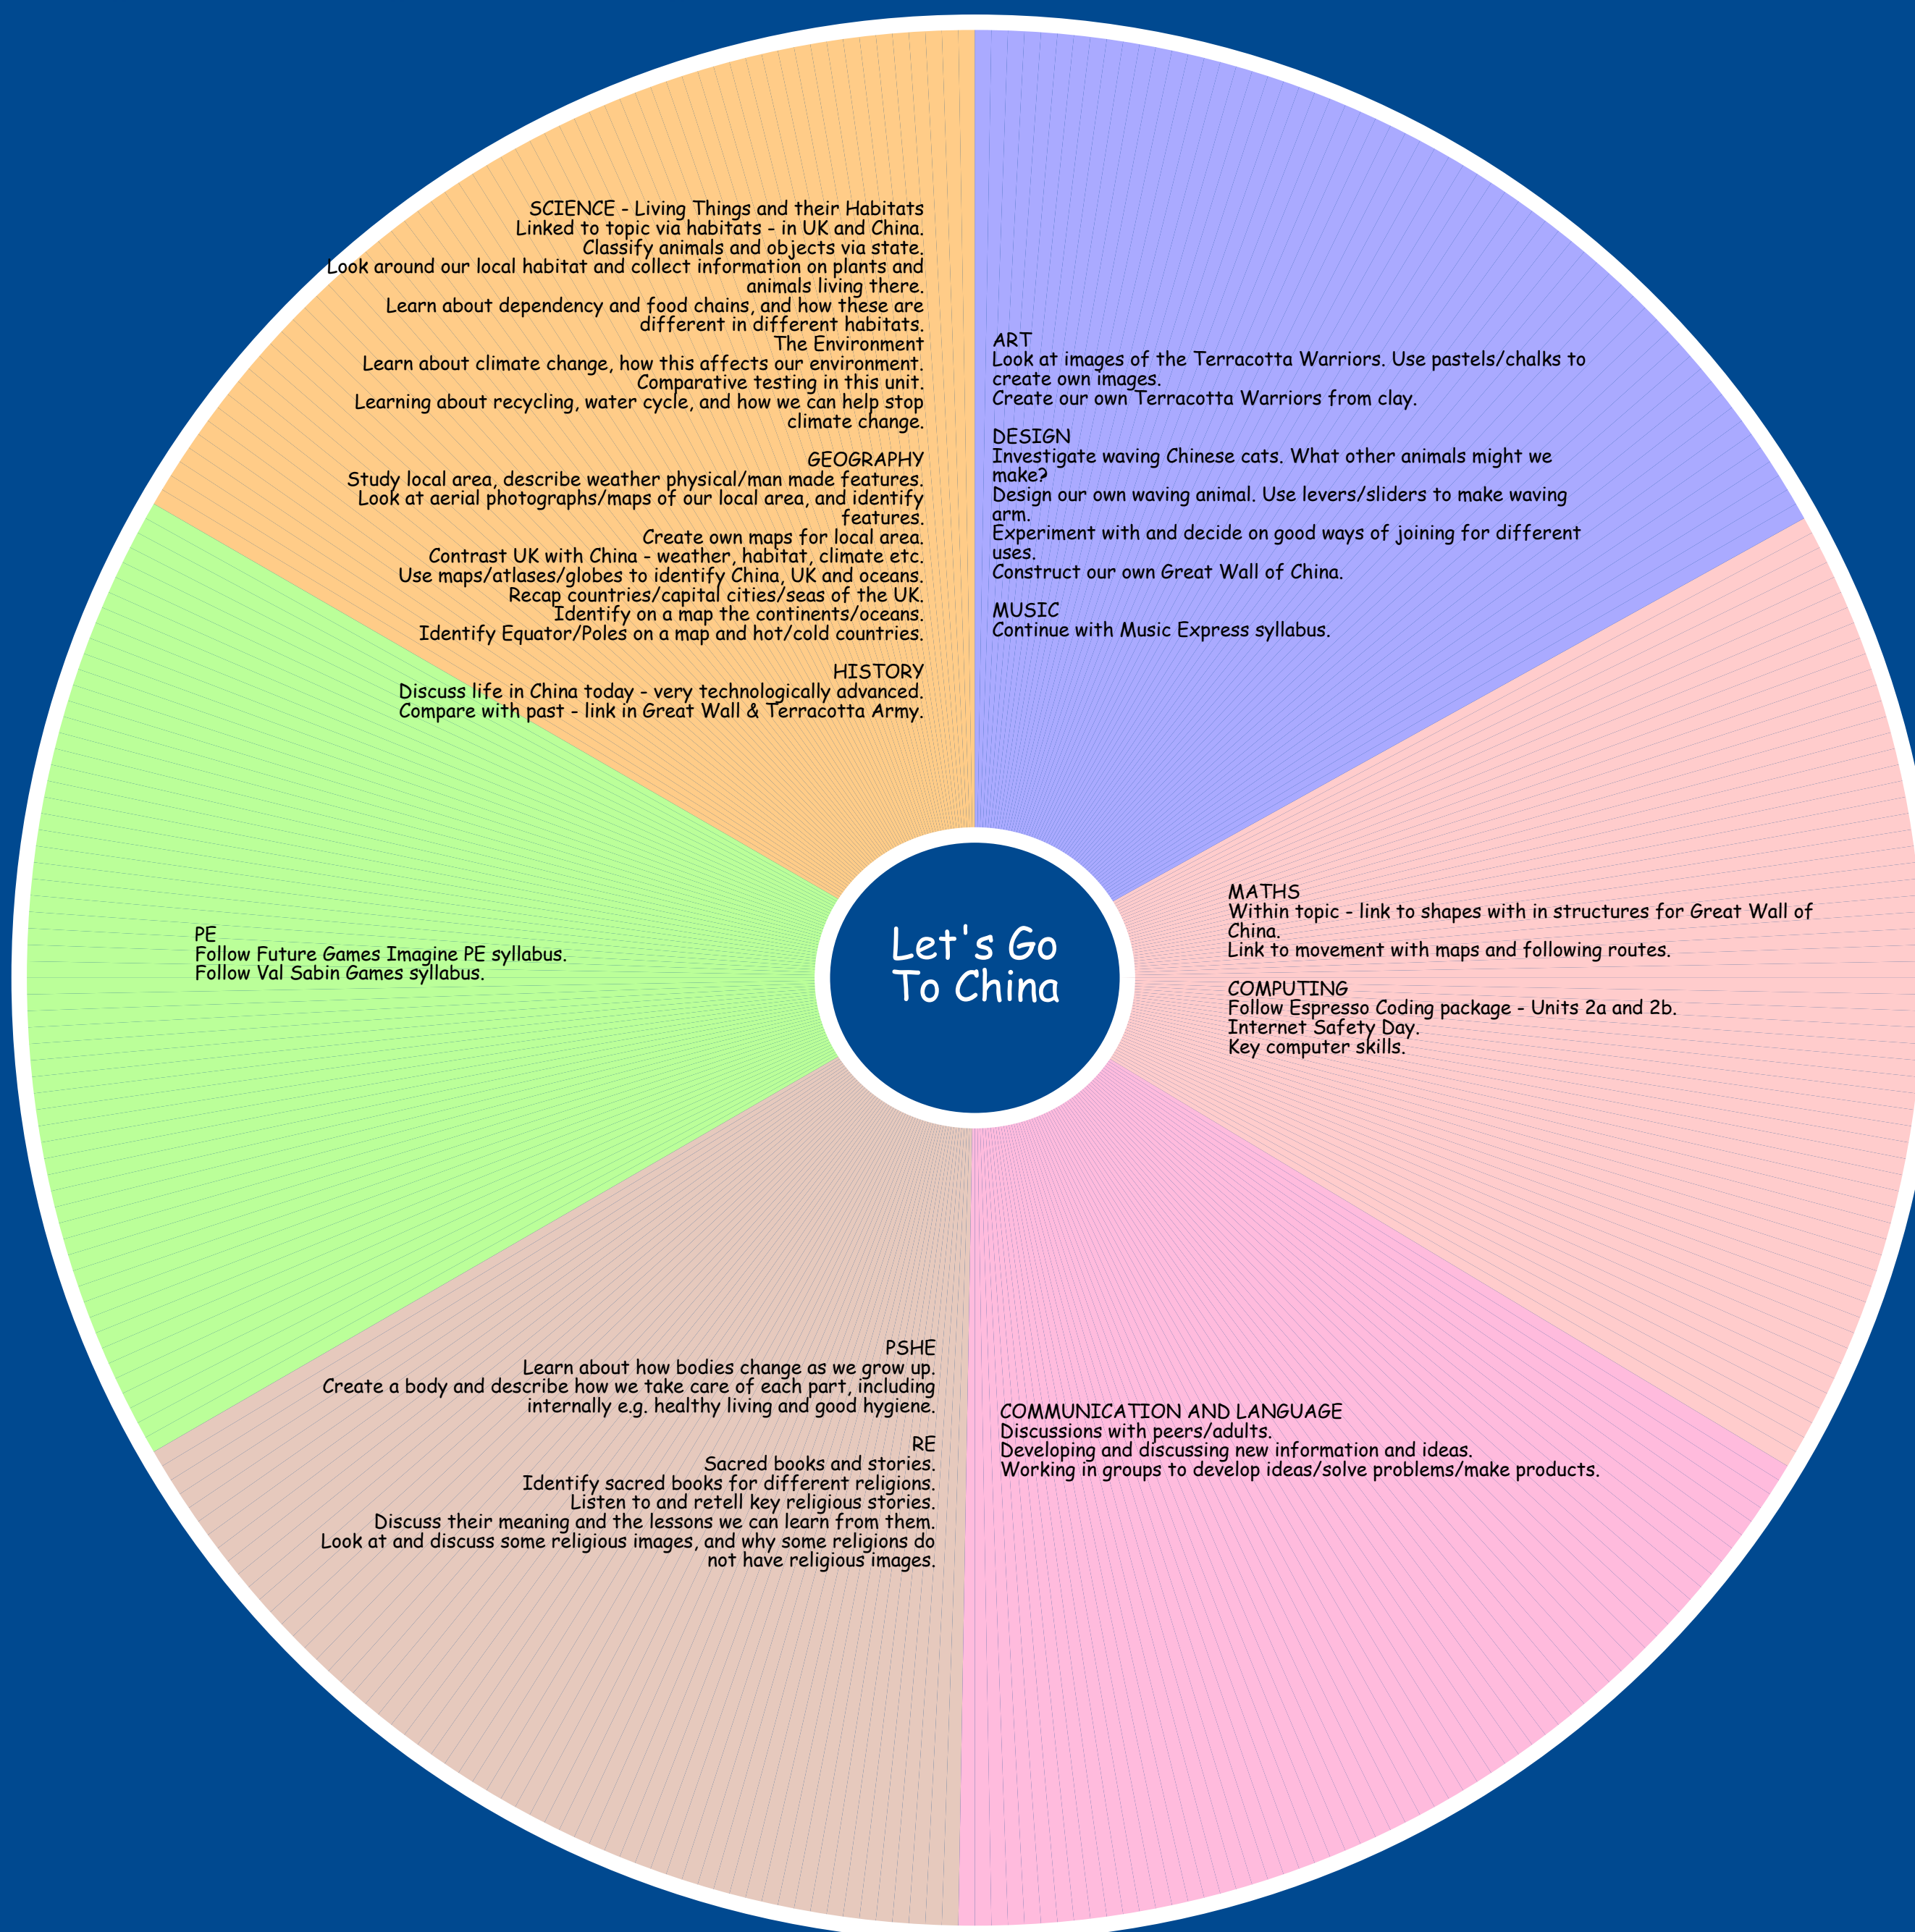 SCIENCE - Living Things and their Habitats
Linked to topic via habitats - in UK and China.
Classify animals and objects via state.
Look around our local habitat and collect information on plants and
animals living there.
Learn about dependency and food chains, and how these are
different in different habitats.
The Environment
Learn about climate change, how this affects our environment.
Comparative testing in this unit.
Learning about recycling, water cycle, and how we can help stop
climate change.
GEOGRAPHY
Study local area, describe weather physical/man made features.
Look at aerial photographs/maps of our local area, and identify
features.
Create own maps for local area.
Contrast UK with China - weather, habitat, climate etc.
Use maps/atlases/globes to identify China, UK and oceans.
Recap countries/capital cities/seas of the UK.
Identify on a map the continents/oceans.
Identify Equator/Poles on a map and hot/cold countries.
HISTORY
Discuss life in China today - very technologically advanced.
Compare with past - link in Great Wall & Terracotta Army.
ART
Look at images of the Terracotta Warriors. Use pastels/chalks to
create own images.
Create our own Terracotta Warriors from clay.
DESIGN
Investigate waving Chinese cats. What other animals might we
make?
Design our own waving animal. Use levers/sliders to make waving
arm.
Experiment with and decide on good ways of joining for different
uses.
Construct our own Great Wall of China.
MUSIC
Continue with Music Express syllabus.
PE
Follow Future Games Imagine PE syllabus.
Follow Val Sabin Games syllabus.
Let's Go
To China
MATHS
Within topic - link to shapes with in structures for Great Wall of
China.
Link to movement with maps and following routes.
COMPUTING
Follow Espresso Coding package - Units 2a and 2b.
Internet Safety Day.
Key computer skills.
PSHE
Learn about how bodies change as we grow up.
Create a body and describe how we take care of each part, including
internally e.g. healthy living and good hygiene.
RE
Sacred books and stories.
Identify sacred books for different religions.
Listen to and retell key religious stories.
Discuss their meaning and the lessons we can learn from them.
Look at and discuss some religious images, and why some religions do
not have religious images.
COMMUNICATION AND LANGUAGE
Discussions with peers/adults.
Developing and discussing new information and ideas.
Working in groups to develop ideas/solve problems/make products.